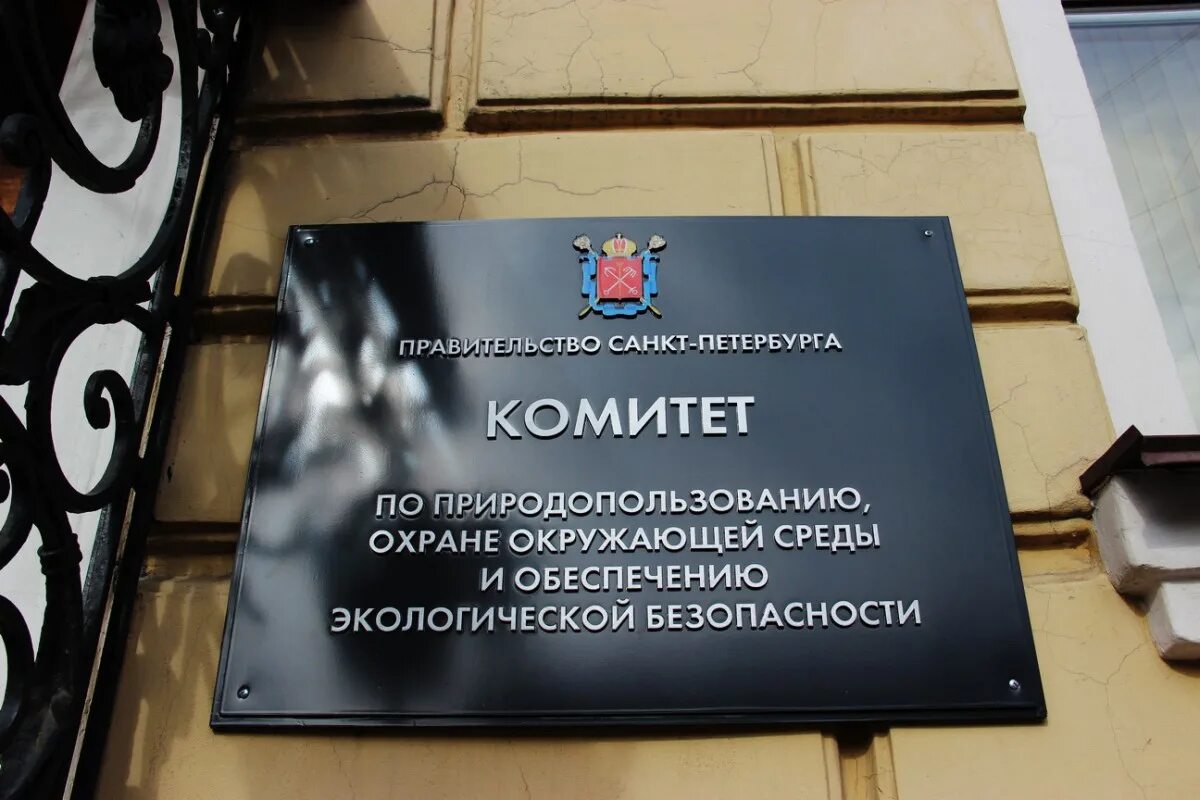 ПРАВИТЕЛЬСТВО САНКТ-ПЕТЕРБУРГА
КОМИТЕТ
ПО ПРИРОДОПОЛЬЗОВАНИЮ,
ОХРАНЕ ОКРУЖАЮЩЕЙ СРЕДЫ
И ОБЕСПЕЧЕНИЮ
ЭКОЛОГИЧЕСКОЙ БЕЗОПАСНОСТИ